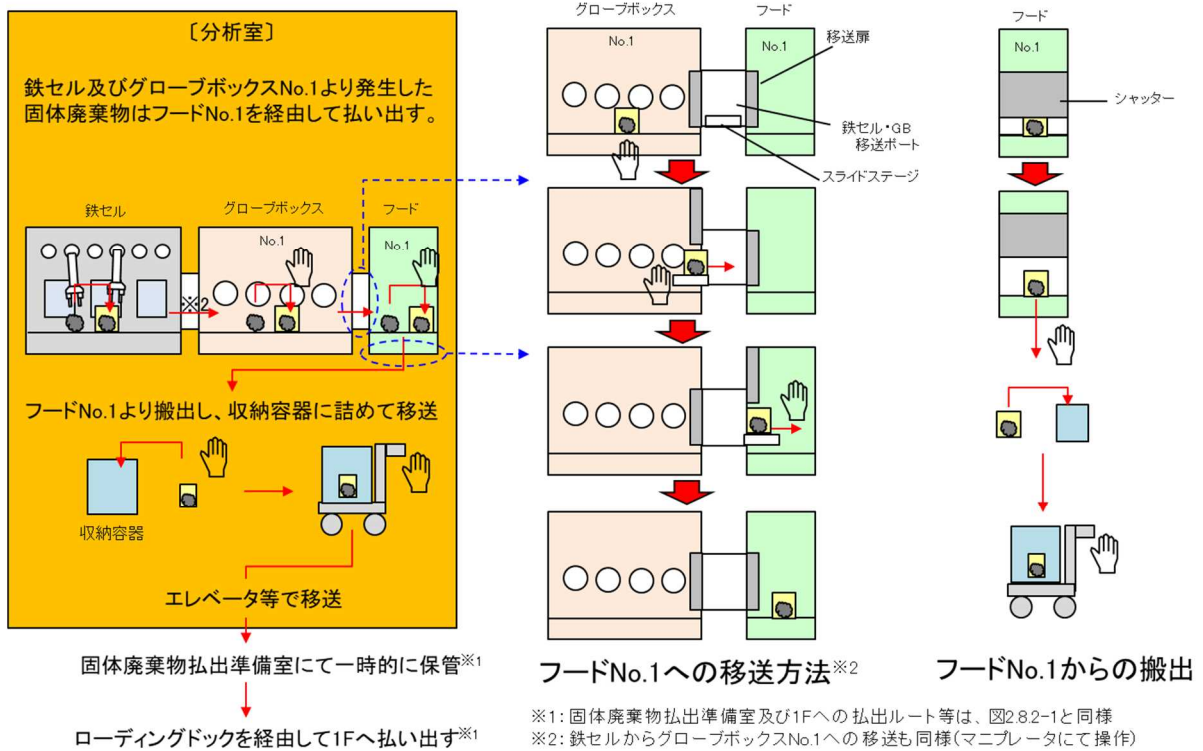 〔分析室〕
鉄セル及びグローブボックスNo.1より発生した
固体廃棄物はフードNo.1を経由して払い出す。
鉄セル
グローブボックス
フード
No.1
No.1
※2
フードNo.1より搬出し、収納容器に詰めて移送
収納容器
エレベータ等で移送
固体廃棄物払出準備室にて一時的に保管※1
ローディングドックを経由して1Fへ払い出す※1
グローブボックス
フード
No.1
No.1
移送扉
鉄セル・GB
移送ポート
スライドステージ
フードNo.1への移送方法※2
フード
No.1
シャッター
フードNo.1からの搬出
※1:固体廃棄物払出準備室及び1Fへの払出ルート等は、図2.8.2-1と同様
※2:鉄セルからグローブボックスNo.1への移送も同様(マニプレータにて操作)